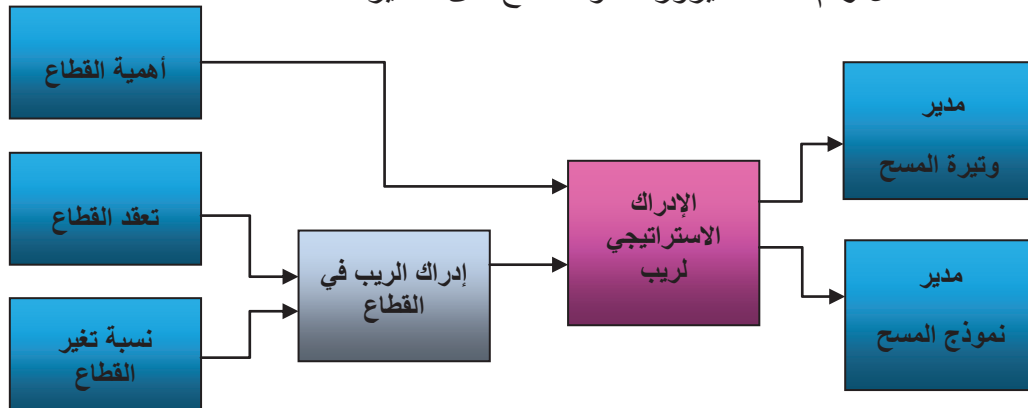 أهمية القطاع
تعقد القطاع
نسبة تغير
القطاع
إدراك الريب في
القطاع
الإدراك
الاستراتيجي
لريب
مدير
وتيرة المسح
مدير
نموذج المسح